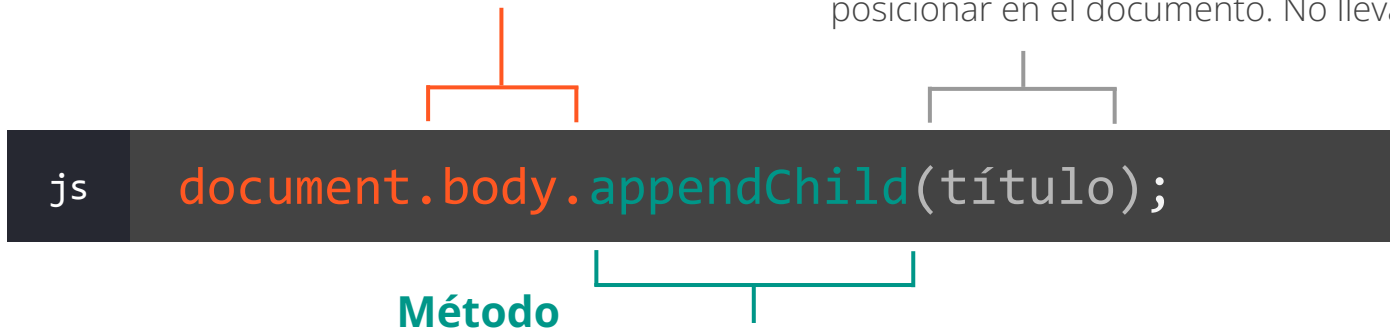 posicionar en el documento. No lleva
js
document.body.appendChild(título);
Método